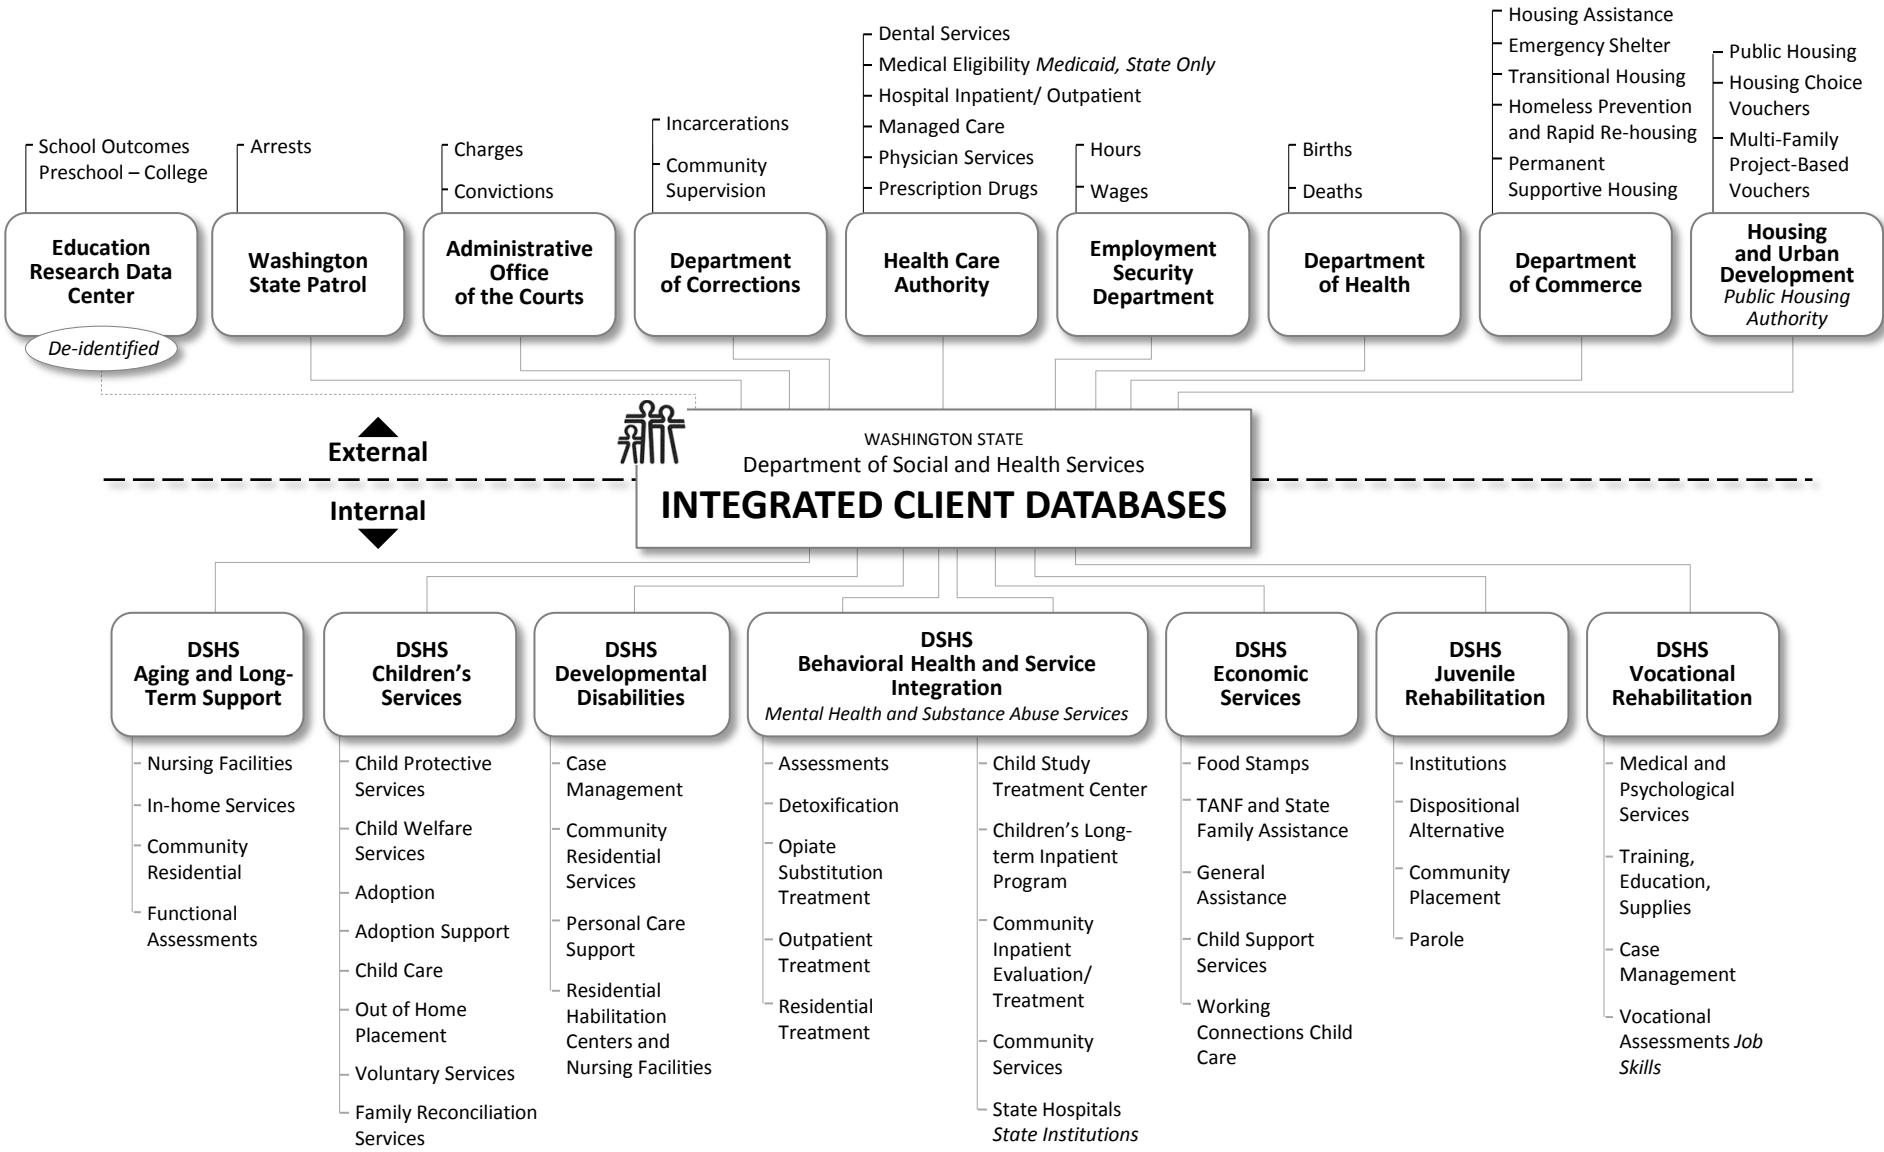 School Outcomes
Preschool – College
Education
Research Data
Center
De-identified
Arrests
Washington
State Patrol
Charges
Convictions
Administrative
Office
of the Courts
Incarcerations
Community
Supervision
Department
of Corrections
Dental Services
Medical Eligibility Medicaid, State Only
Hospital Inpatient/ Outpatient
Managed Care
Physician Services
Prescription Drugs
Health Care
Authority
Hours
Wages
Employment
Security
Department
Births
Deaths
Department
of Health
Housing Assistance
Emergency Shelter
Transitional Housing
Homeless Prevention
and Rapid Re-housing
Permanent
Supportive Housing
Department
of Commerce
Public Housing
Housing Choice
Vouchers
Multi-Family
Project-Based
Vouchers
Housing
and Urban
Development
Public Housing
Authority
External
Internal
WASHINGTON STATE
Department of Social and Health Services
INTEGRATED CLIENT DATABASES
DSHS
Aging and Long-
Term Support
Nursing Facilities
In-home Services
Community
Residential
Functional
Assessments
DSHS
Children’s
Services
Child Protective
Services
Child Welfare
Services
Adoption
Adoption Support
Child Care
Out of Home
Placement
Voluntary Services
Family Reconciliation
Services
DSHS
Developmental
Disabilities
Case
Management
Community
Residential
Services
Personal Care
Support
Residential
Habilitation
Centers and
Nursing Facilities
DSHS
Behavioral Health and Service
Integration
Mental Health and Substance Abuse Services
Assessments
Detoxification
Opiate
Substitution
Treatment
Outpatient
Treatment
Residential
Treatment
Child Study
Treatment Center
Children’s Long-
term Inpatient
Program
Community
Inpatient
Evaluation/
Treatment
Community
Services
State Hospitals
State Institutions
DSHS
Economic
Services
Food Stamps
TANF and State
Family Assistance
General
Assistance
Child Support
Services
Working
Connections Child
Care
DSHS
Juvenile
Rehabilitation
Institutions
Dispositional
Alternative
Community
Placement
Parole
DSHS
Vocational
Rehabilitation
Medical and
Psychological
Services
Training,
Education,
Supplies
Case
Management
Vocational
Assessments Job
Skills